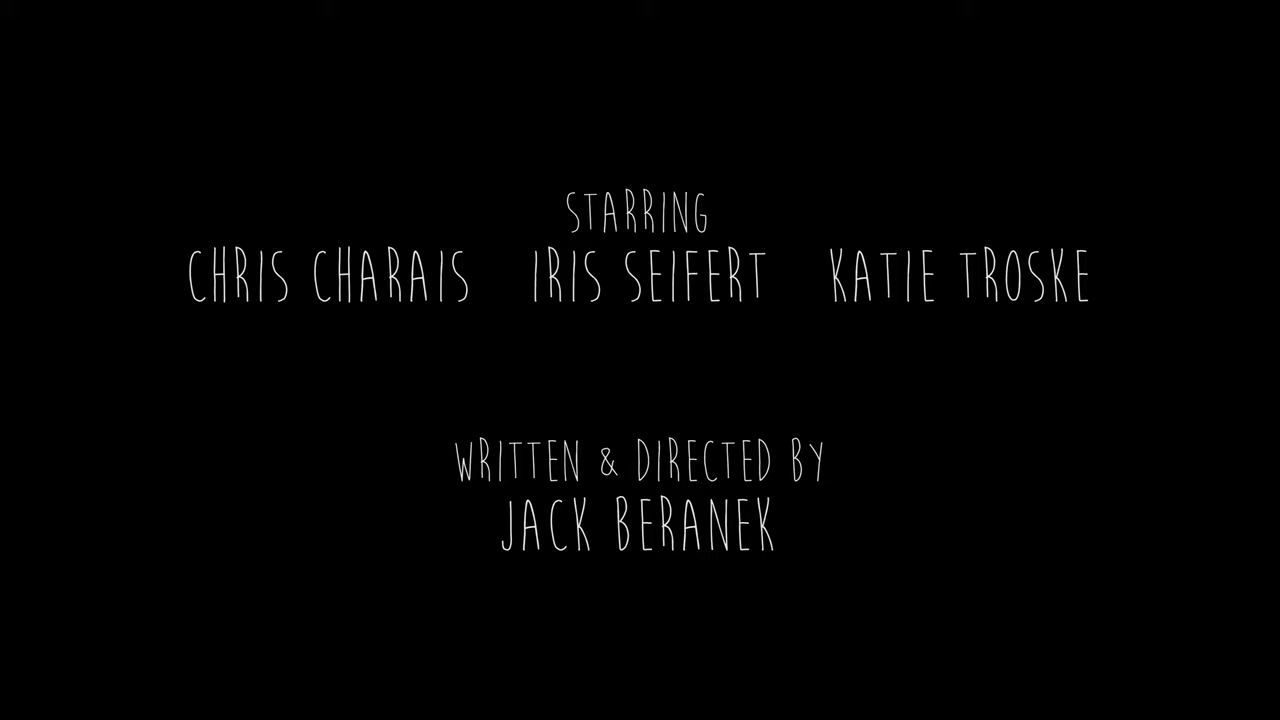 STARRING
CHRIS CHARAIS IRIS SEIFERT KATIE TROSKE
WRITTEN & DIRECTED BY
JACK BERANEK